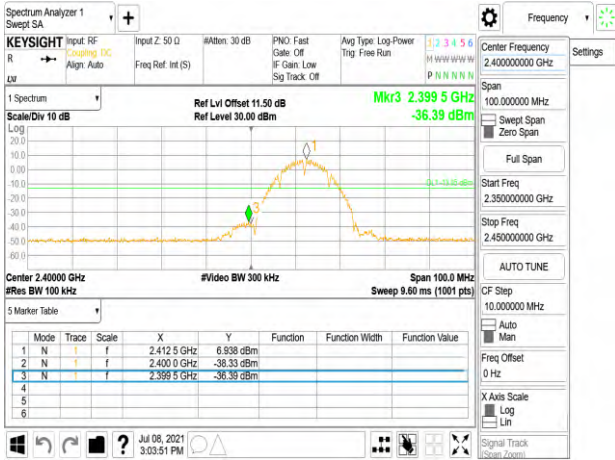 Spectrum Analyzer 1
Swept SA
Frequency
KEYSIGHT
R
Input: RF
Coupling: DC
Align: Auto
Input Z: 50 Ω
Freq Ref: Int (S)
#Atten: 30 dB
PNO: Fast
Gate: Off
IF Gain: Low
Sig Track: Off
Avg Type: Log-Power
Trig: Free Run
1 2 3 4 5 6
M W W W W W
P N N N N N
1 Spectrum
Scale/Div 10 dB
Ref Lvl Offset 11.50 dB
Ref Level 30.00 dBm
Mkr3 2.399 5 GHz
-36.39 dBm
Log
20.0
10.0
0.00
-10.0
-20.0
-30.0
-40.0
-50.0
-60.0
1
3
Center 2.40000 GHz
#Res BW 100 kHz
#Video BW 300 kHz
Span 100.0 MHz
Sweep 9.60 ms (1001 pts)
5 Marker Table
Mode Trace Scale X Y Function Function Width Function Value
1 N 1 f 2.412 5 GHz 6.938 dBm
2 N 1 f 2.400 0 GHz -38.33 dBm
3 N 1 f 2.399 5 GHz -36.39 dBm
4
5
6
Jul 08, 2021
3:03:51 PM
Center Frequency
2.400000000 GHz
Settings
Span
100.000000 MHz
Swept Span
Zero Span
Full Span
Start Freq
2.350000000 GHz
Stop Freq
2.450000000 GHz
AUTO TUNE
CF Step
10.000000 MHz
Auto
Man
Freq Offset
0 Hz
X Axis Scale
Log
Lin
Signal Track
(Span Zoom)